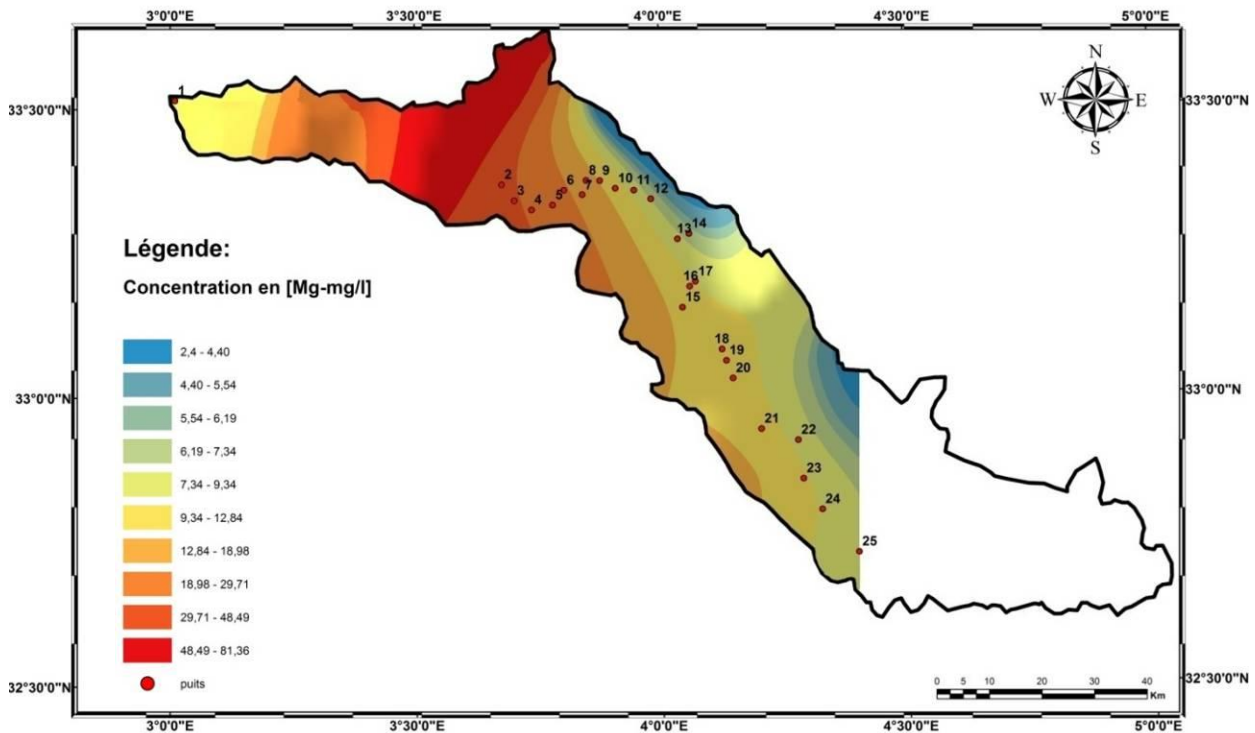 3°0'0"E 3°30'0"E 4°0'0"E 4°30'0"E 5°0'0"E
N
W E
S
33°30'0"N 33°30'0"N
1
2
3
4
5
6
7
8
9
10
11
12
13
14
15
16
17
18
19
20
21
22
23
24
25
33°0'0"N 33°0'0"N
Légende:
Concentration en [Mg-mg/l]
2,4 - 4,40
4,40 - 5,54
5,54 - 6,19
6,19 - 7,34
7,34 - 9,34
9,34 - 12,84
12,84 - 18,98
18,98 - 29,71
29,71 - 48,49
48,49 - 81,36
puits
0 5 10 20 30 40
Km
32°30'0"N 32°30'0"N
3°0'0"E 3°30'0"E 4°0'0"E 4°30'0"E 5°0'0"E